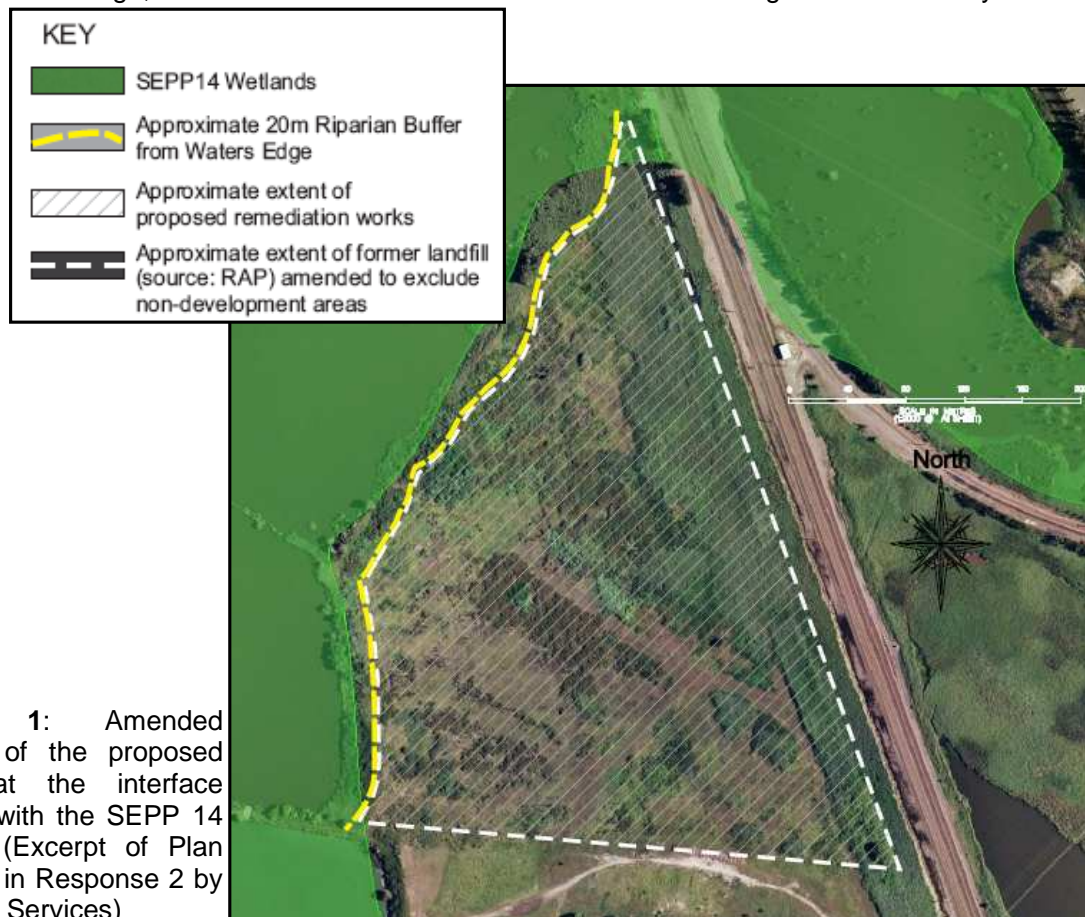 KEY
SEPP14 Wetlands
Approximate 20m Riparian Buffer
from Waters Edge
Approximate extent of
proposed remediation works
Approximate extent of former landfill
(source: RAP) amended to exclude
non-development areas
North
1: Amended
of the proposed
at the interface
with the SEPP 14
(Excerpt of Plan
in Response 2 by
Services)